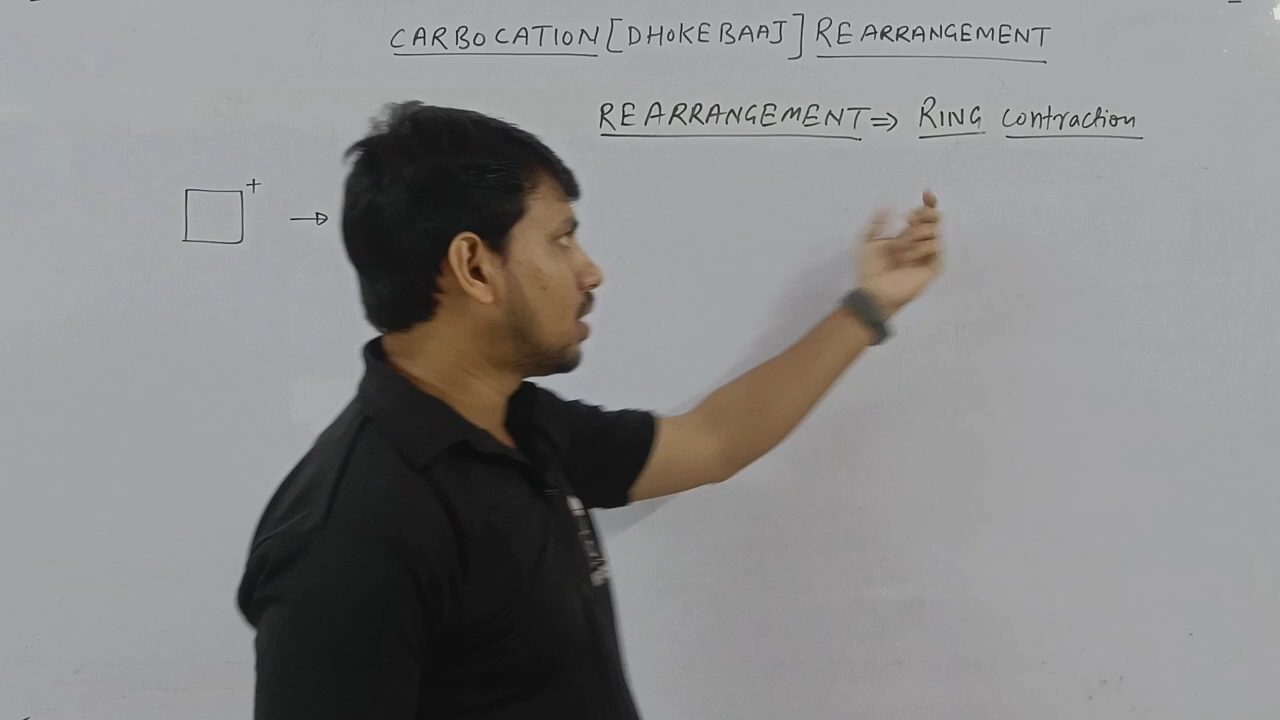 CARBOCATION [DHOKEBAAJ] REARRANGEMENT
REARRANGEMENT ⇒ RING contraction
+ →